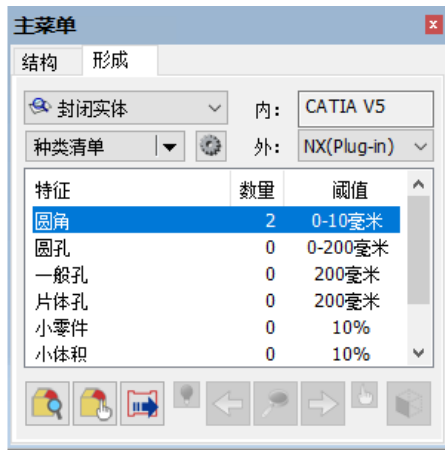 主菜单
结构 形成
封闭实体 内: CATIA V5
种类清单 外: NX(Plug-in)
特征 数量 阈值
圆角 2 0-10毫米
圆孔 0 0-200毫米
一般孔 0 200毫米
片体孔 0 200毫米
小零件 0 10%
小体积 0 10%